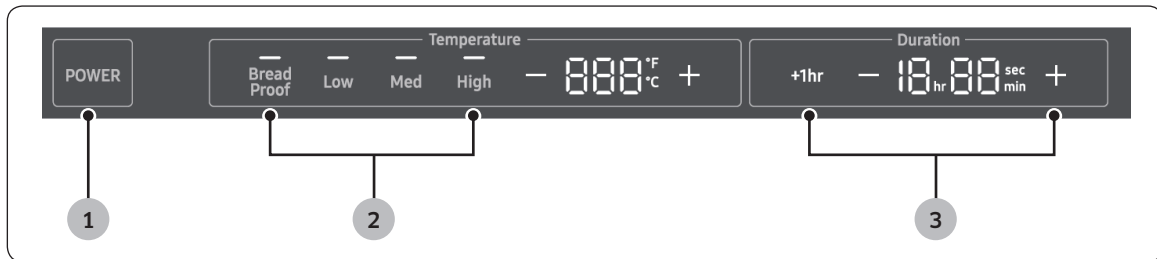 Temperature
Duration
POWER
Bread
Proof
Low
Med
High
− 888 °F
°C +
+1hr
− 18 hr 88 sec
min +
1
2
3